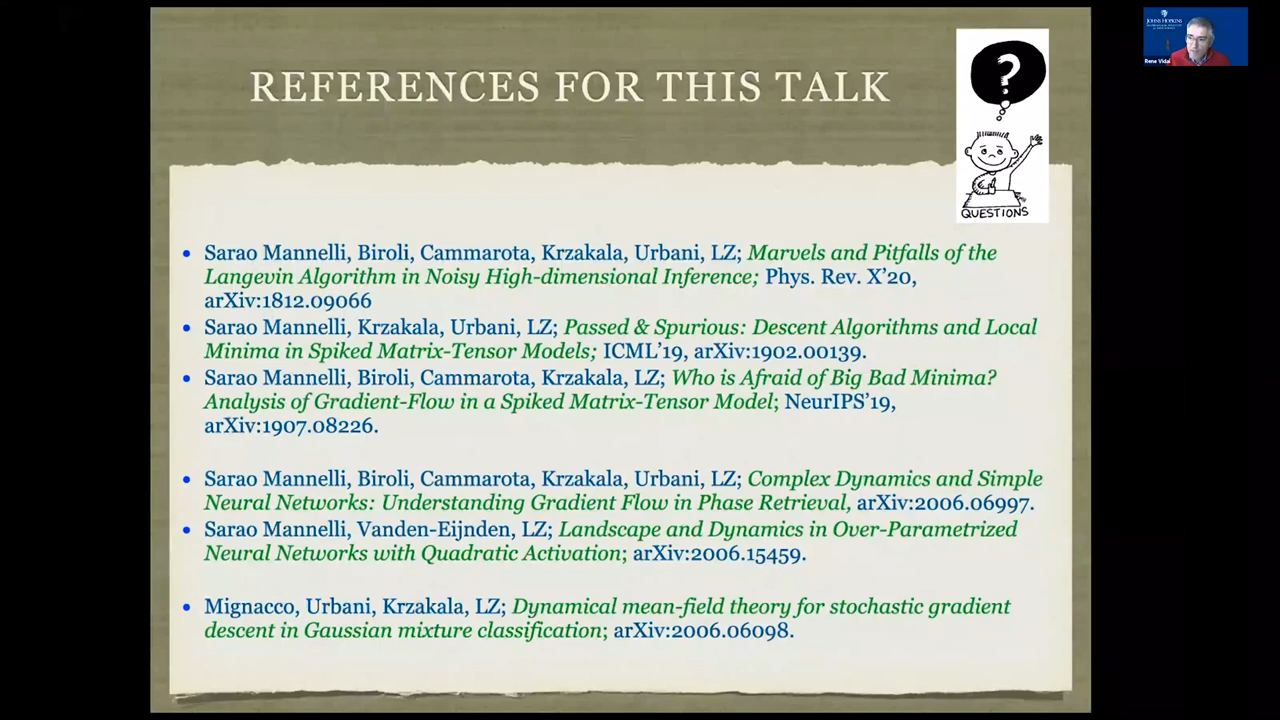 REFERENCES FOR THIS TALK
QUESTIONS
?
JOHNS HOPKINS
Rene Vidal
• Sarao Mannelli, Biroli, Cammarota, Krzakala, Urbani, LZ; Marvels and Pitfalls of the
Langevin Algorithm in Noisy High-dimensional Inference; Phys. Rev. X'20,
arXiv:1812.09066
• Sarao Mannelli, Krzakala, Urbani, LZ; Passed & Spurious: Descent Algorithms and Local
Minima in Spiked Matrix-Tensor Models; ICML'19, arXiv:1902.00139.
• Sarao Mannelli, Biroli, Cammarota, Krzakala, LZ; Who is Afraid of Big Bad Minima?
Analysis of Gradient-Flow in a Spiked Matrix-Tensor Model; NeurIPS'19,
arXiv:1907.08226.
• Sarao Mannelli, Biroli, Cammarota, Krzakala, Urbani, LZ; Complex Dynamics and Simple
Neural Networks: Understanding Gradient Flow in Phase Retrieval, arXiv:2006.06997.
• Sarao Mannelli, Vanden-Eijnden, LZ; Landscape and Dynamics in Over-Parametrized
Neural Networks with Quadratic Activation; arXiv:2006.15459.
• Mignacco, Urbani, Krzakala, LZ; Dynamical mean-field theory for stochastic gradient
descent in Gaussian mixture classification; arXiv:2006.06098.